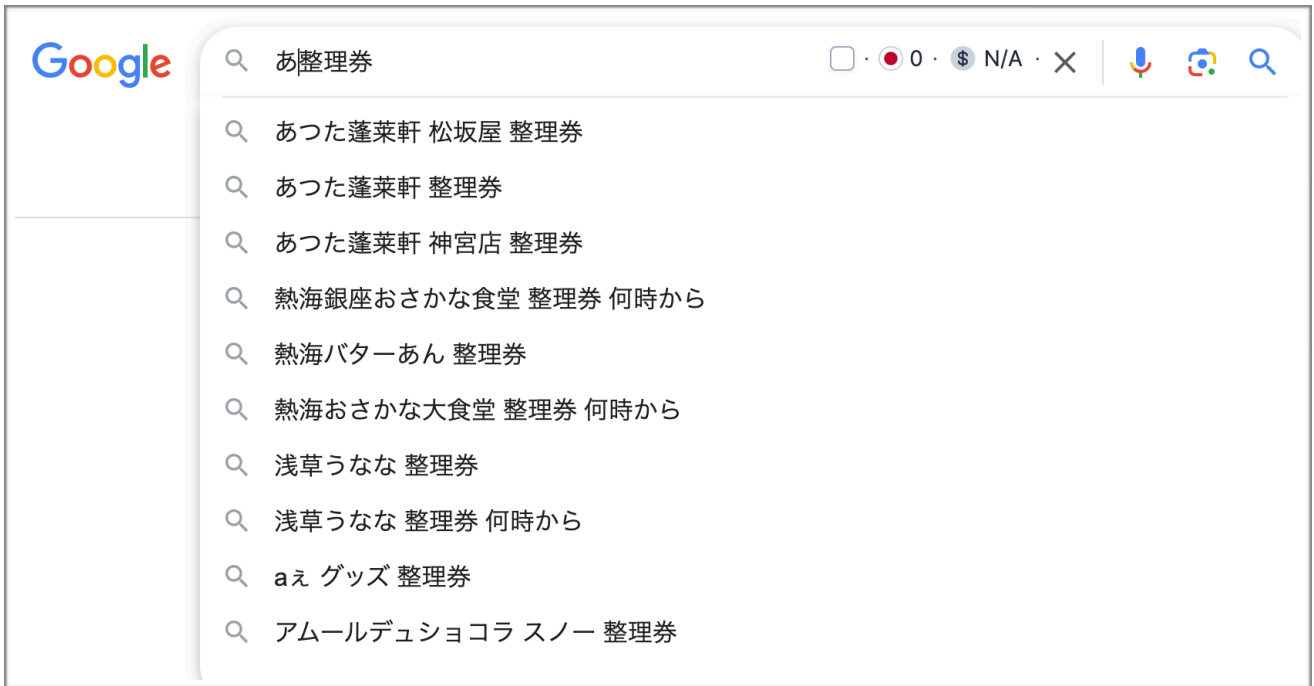 Google
あ整理券
0 · $ N/A ·
あつた蓬莱軒 松坂屋 整理券
あつた蓬莱軒 整理券
あつた蓬莱軒 神宮店 整理券
熱海銀座おさかな食堂 整理券 何時から
熱海バターあん 整理券
熱海おさかな大食堂 整理券 何時から
浅草うなな 整理券
浅草うなな 整理券 何時から
aぇ グッズ 整理券
アムールデュショコラ スノー 整理券